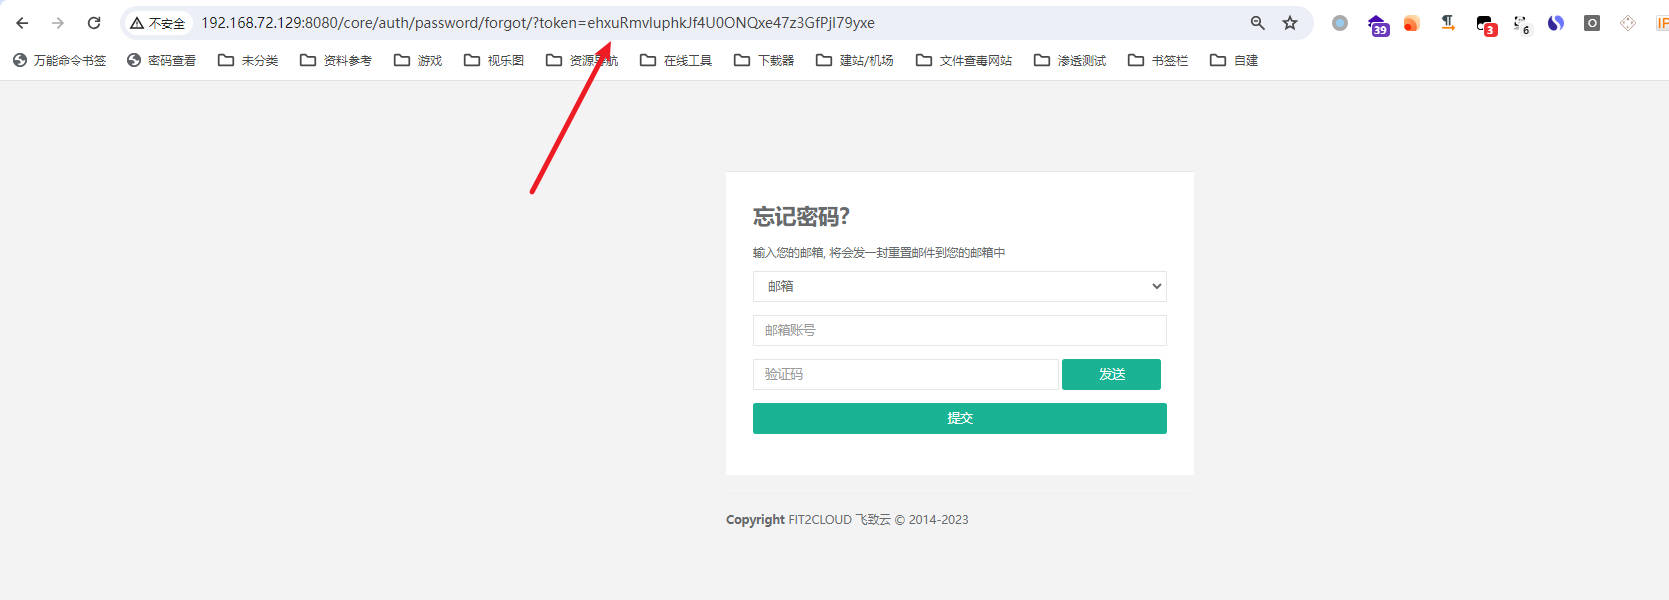 不安全 192.168.72.129:8080/core/auth/password/forgot/?token=ehxuRmvluphkJf4U0ONQxe47z3GfPjl79yxe
39 3 6 O IP
万能命令书签 密码查看 未分类 资料参考 游戏 视乐图 资源导航 在线工具 下载器 建站/机场 文件查毒网站 渗透测试 书签栏 自建
忘记密码?
输入您的邮箱, 将会发一封重置邮件到您的邮箱中
邮箱
邮箱账号
验证码 发送
提交
Copyright FIT2CLOUD 飞致云 © 2014-2023